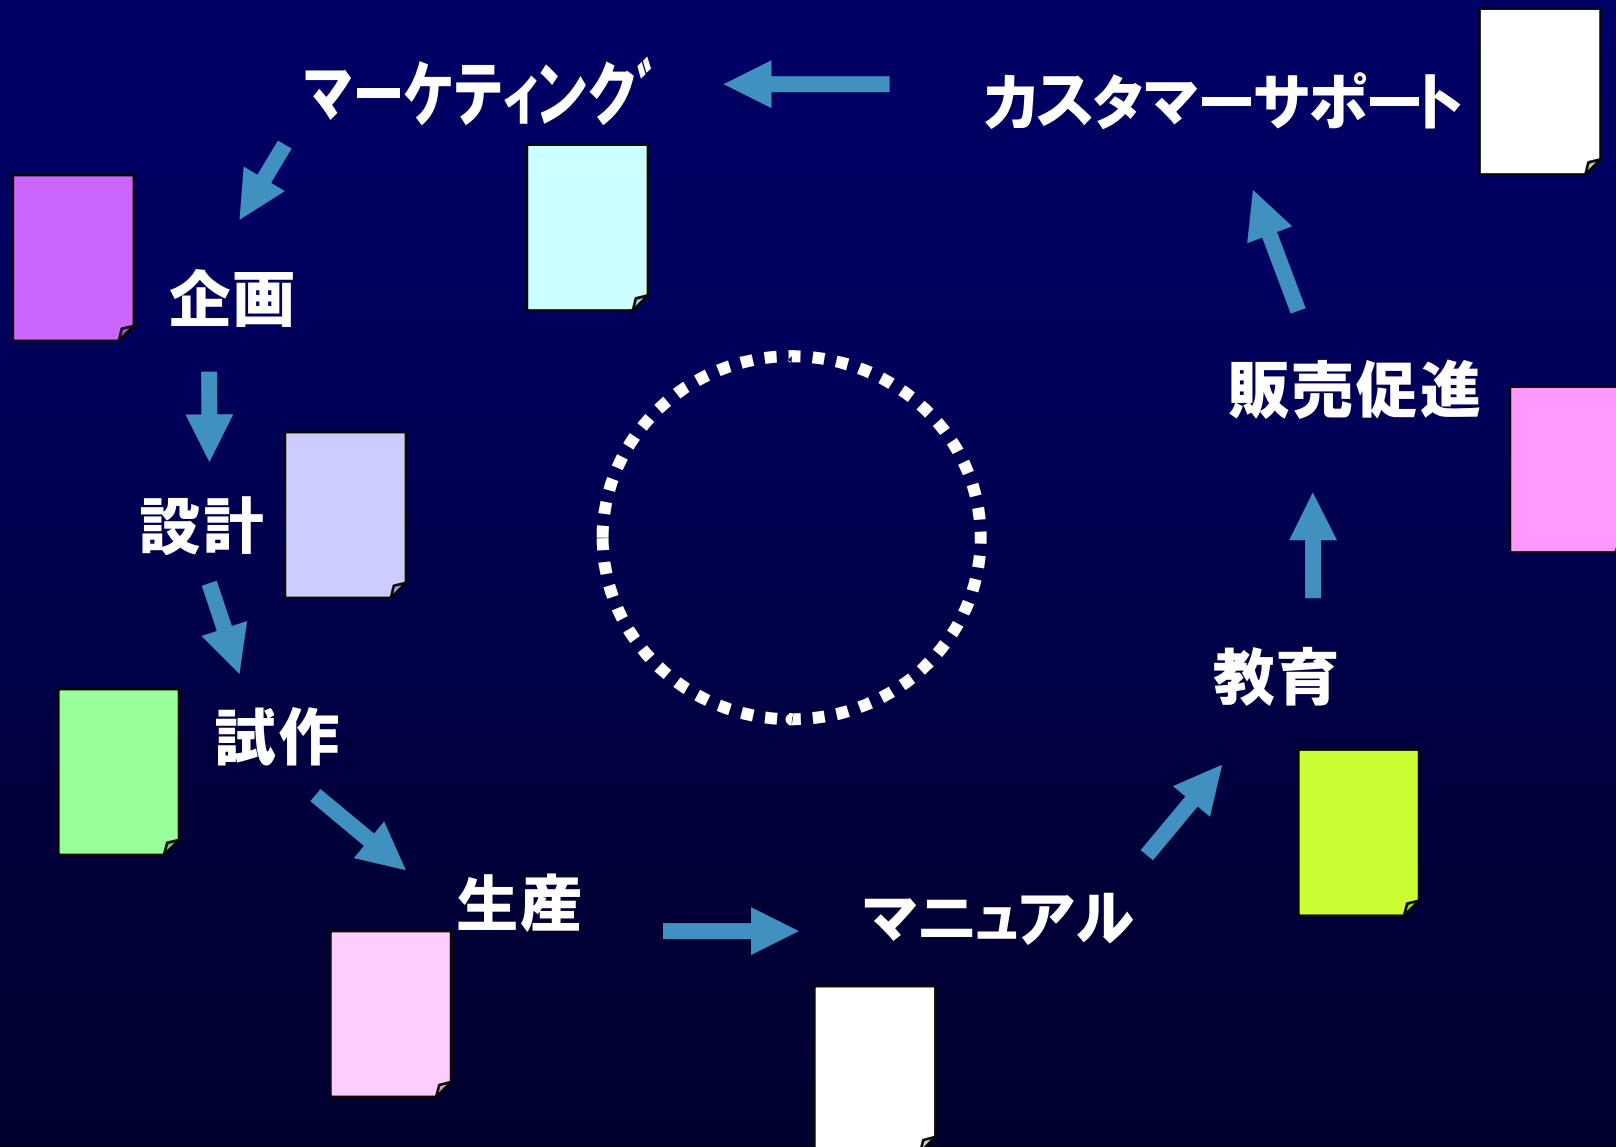 マーケティング
カスタマーサポート
企画
販売促進
設計
教育
試作
生産
マニュアル